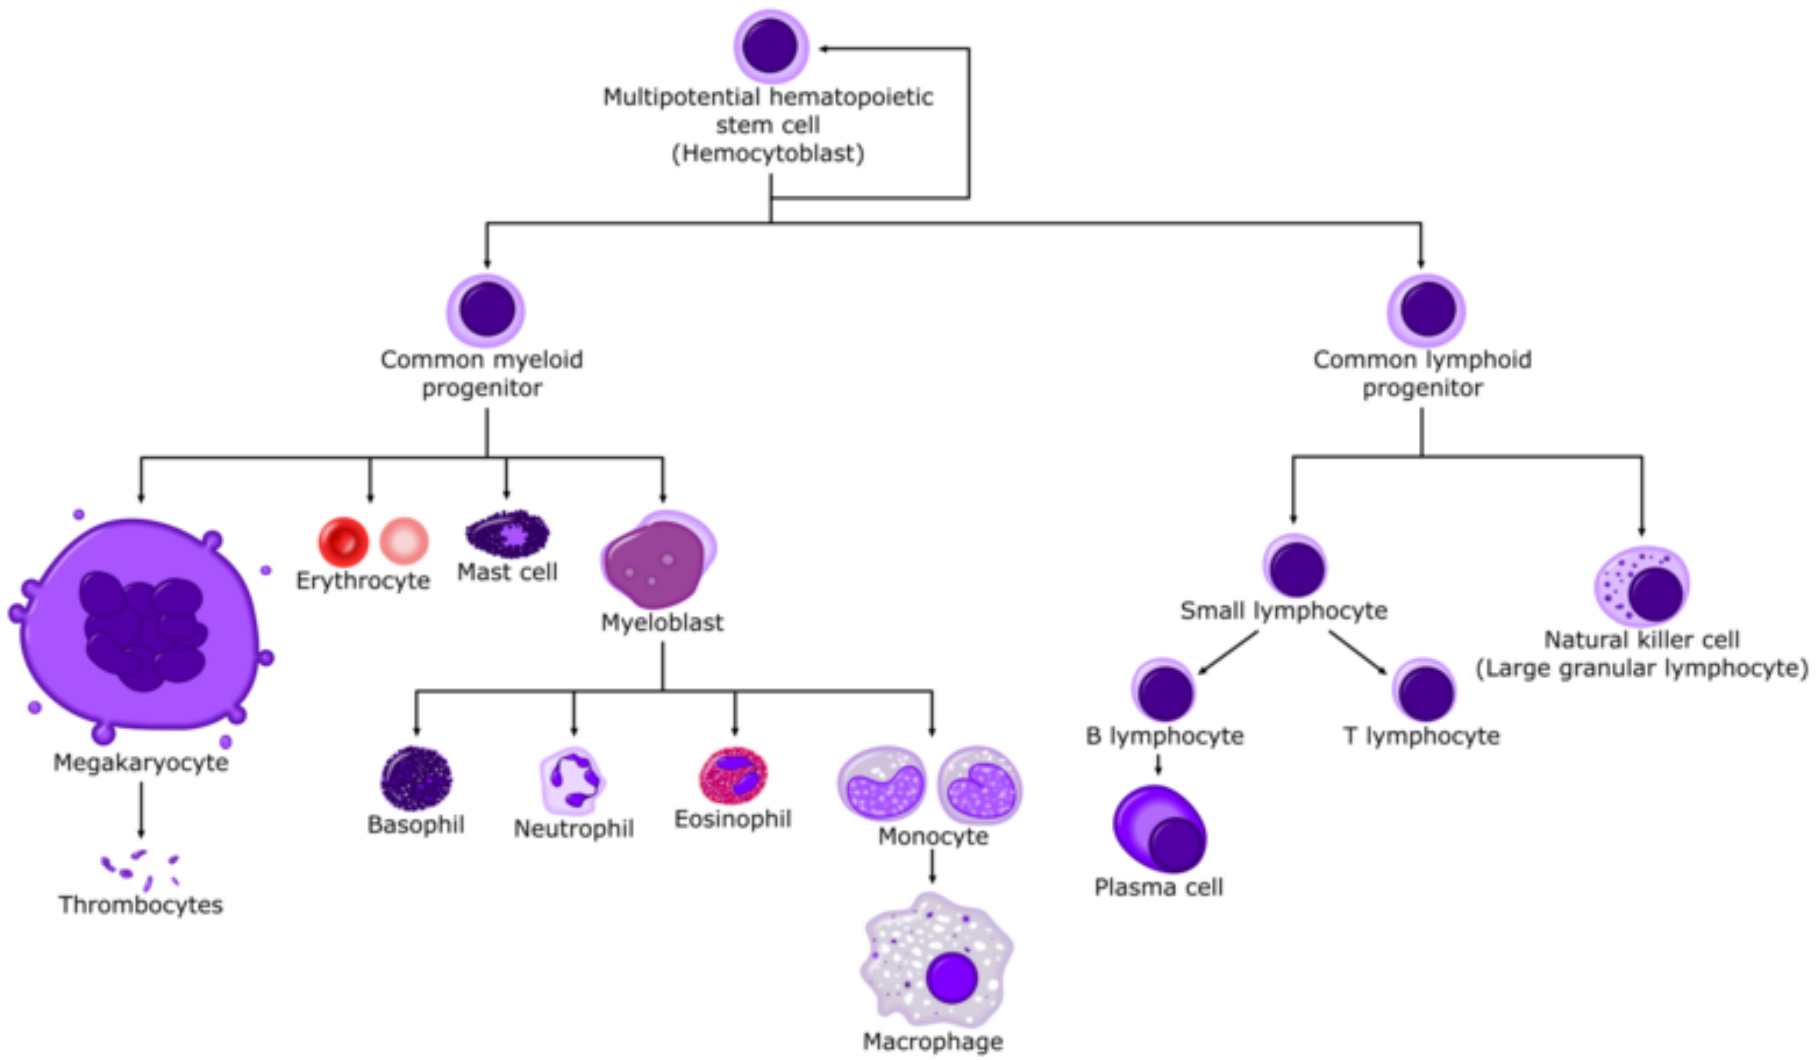 Multipotential hematopoietic
stem cell
(Hemocytoblast)
Common myeloid
progenitor
Common lymphoid
progenitor
Erythrocyte
Mast cell
Myeloblast
Small lymphocyte
Natural killer cell
(Large granular lymphocyte)
B lymphocyte
T lymphocyte
Megakaryocyte
Basophil
Neutrophil
Eosinophil
Monocyte
Plasma cell
Thrombocytes
Macrophage